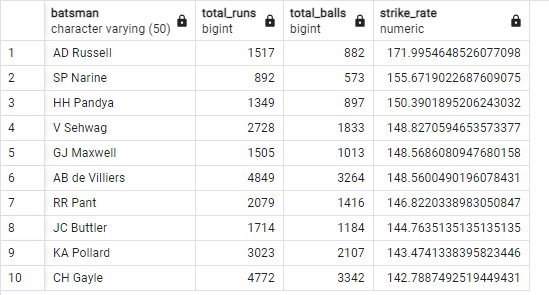 batsman total_runs total_balls strike_rate
character varying (50) bigint bigint numeric
1 AD Russell 1517 882 171.9954648526077098
2 SP Narine 892 573 155.6719022687609075
3 HH Pandya 1349 897 150.3901895206243032
4 V Sehwag 2728 1833 148.8270594653573377
5 GJ Maxwell 1505 1013 148.5686080947680158
6 AB de Villiers 4849 3264 148.5600490196078431
7 RR Pant 2079 1416 146.8220338983050847
8 JC Buttler 1714 1184 144.7635135135135135
9 KA Pollard 3023 2107 143.4741338395823446
10 CH Gayle 4772 3342 142.7887492519449431